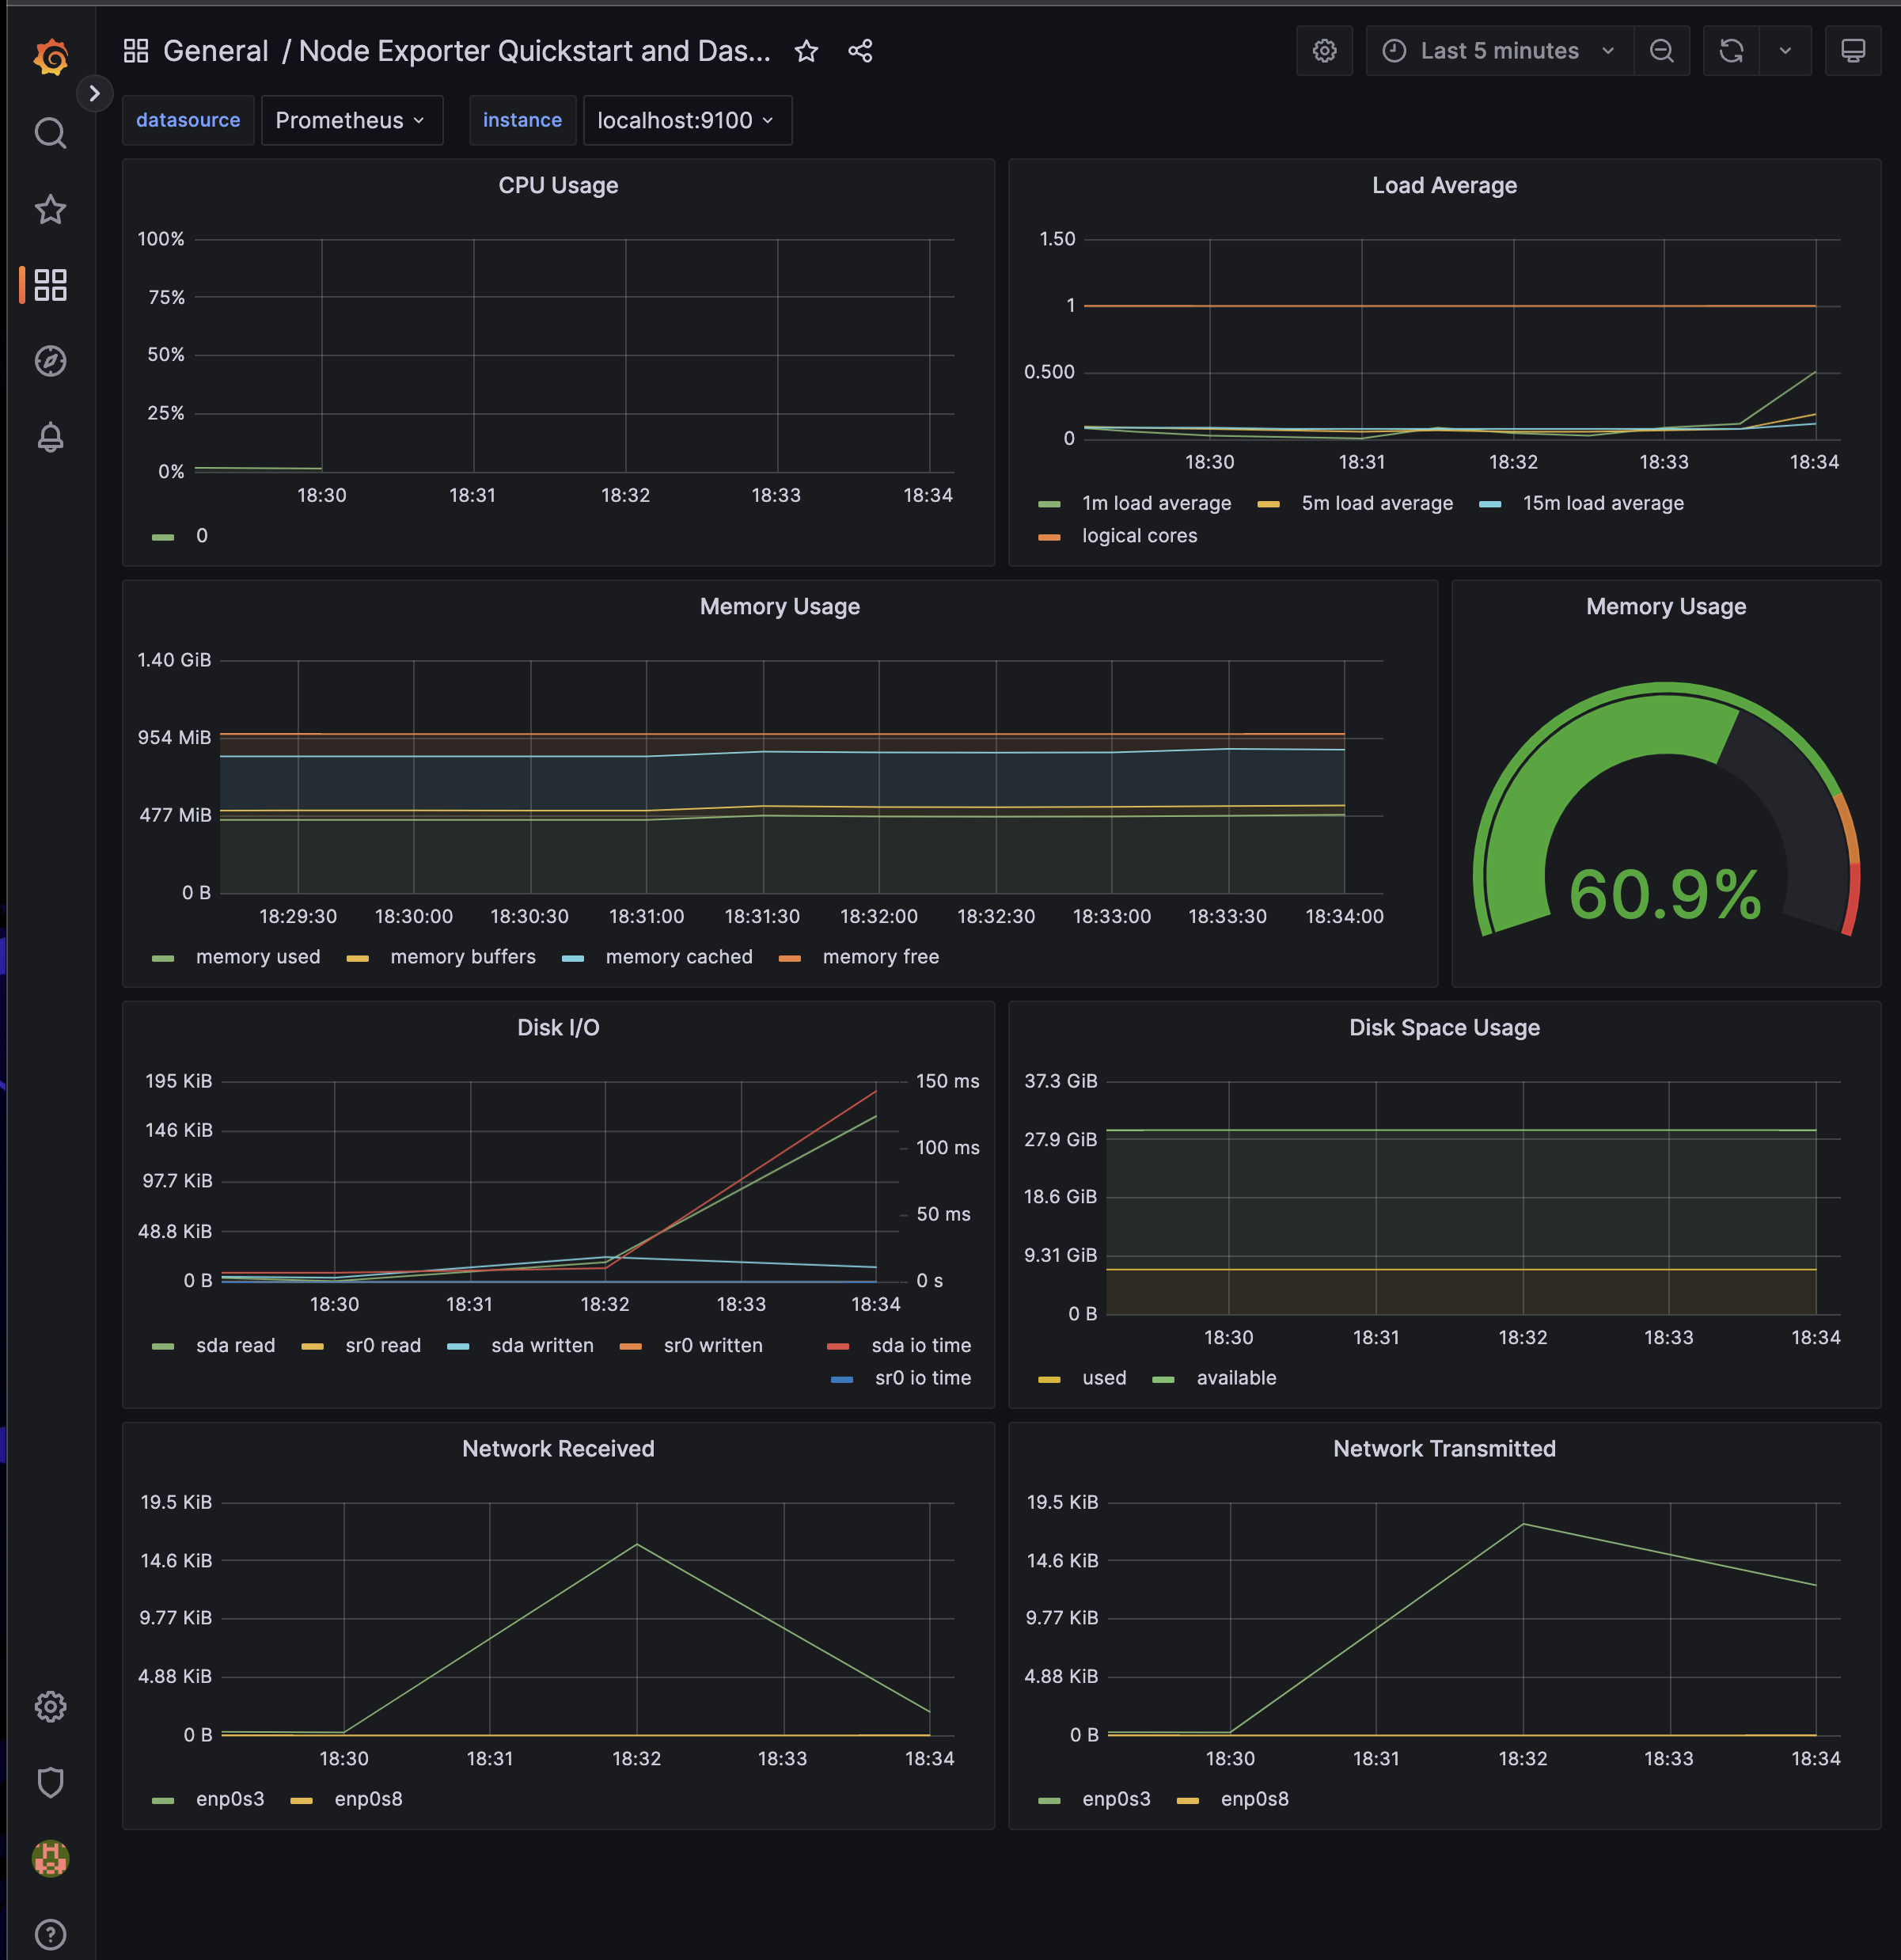 General / Node Exporter Quickstart and Das...
Last 5 minutes
datasource Prometheus instance localhost:9100
CPU Usage
100%
75%
50%
25%
0%
18:30 18:31 18:32 18:33 18:34
0
Load Average
1.50
1
0.500
0
18:30 18:31 18:32 18:33 18:34
1m load average 5m load average 15m load average
logical cores
Memory Usage
1.40 GiB
954 MiB
477 MiB
0 B
18:29:30 18:30:00 18:30:30 18:31:00 18:31:30 18:32:00 18:32:30 18:33:00 18:33:30 18:34:00
memory used memory buffers memory cached memory free
Memory Usage
60.9%
Disk I/O
195 KiB 150 ms
146 KiB
100 ms
97.7 KiB
50 ms
48.8 KiB
0 B 0 s
18:30 18:31 18:32 18:33 18:34
sda read sr0 read sda written sr0 written sda io time
sr0 io time
Disk Space Usage
37.3 GiB
27.9 GiB
18.6 GiB
9.31 GiB
0 B
18:30 18:31 18:32 18:33 18:34
used available
Network Received
19.5 KiB
14.6 KiB
9.77 KiB
4.88 KiB
0 B
18:30 18:31 18:32 18:33 18:34
enp0s3 enp0s8
Network Transmitted
19.5 KiB
14.6 KiB
9.77 KiB
4.88 KiB
0 B
18:30 18:31 18:32 18:33 18:34
enp0s3 enp0s8